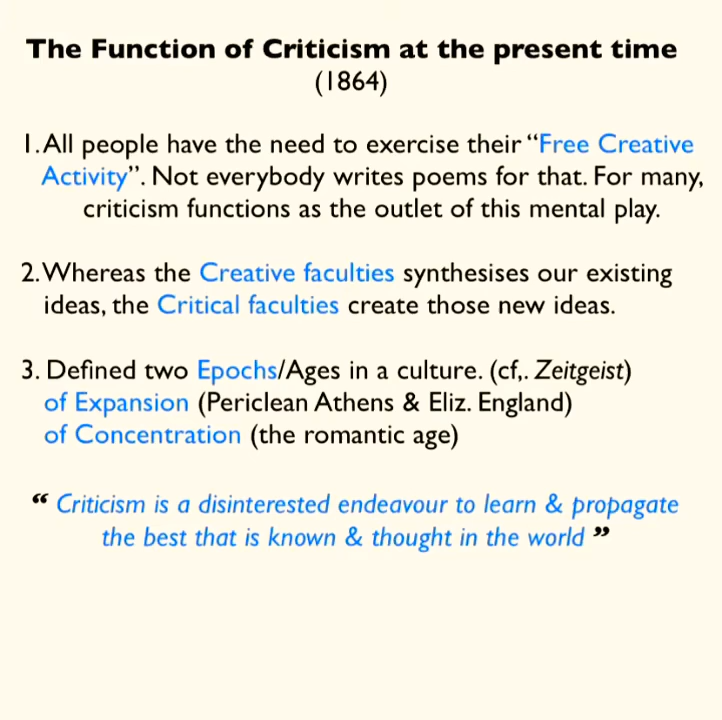 The Function of Criticism at the present time
(1864)
1.All people have the need to exercise their “Free Creative
Activity”. Not everybody writes poems for that. For many,
criticism functions as the outlet of this mental play.
2.Whereas the Creative faculties synthesises our existing
ideas, the Critical faculties create those new ideas.
3. Defined two Epochs/Ages in a culture. (cf,. Zeitgeist)
of Expansion (Periclean Athens & Eliz. England)
of Concentration (the romantic age)
“ Criticism is a disinterested endeavour to learn & propagate
the best that is known & thought in the world ”